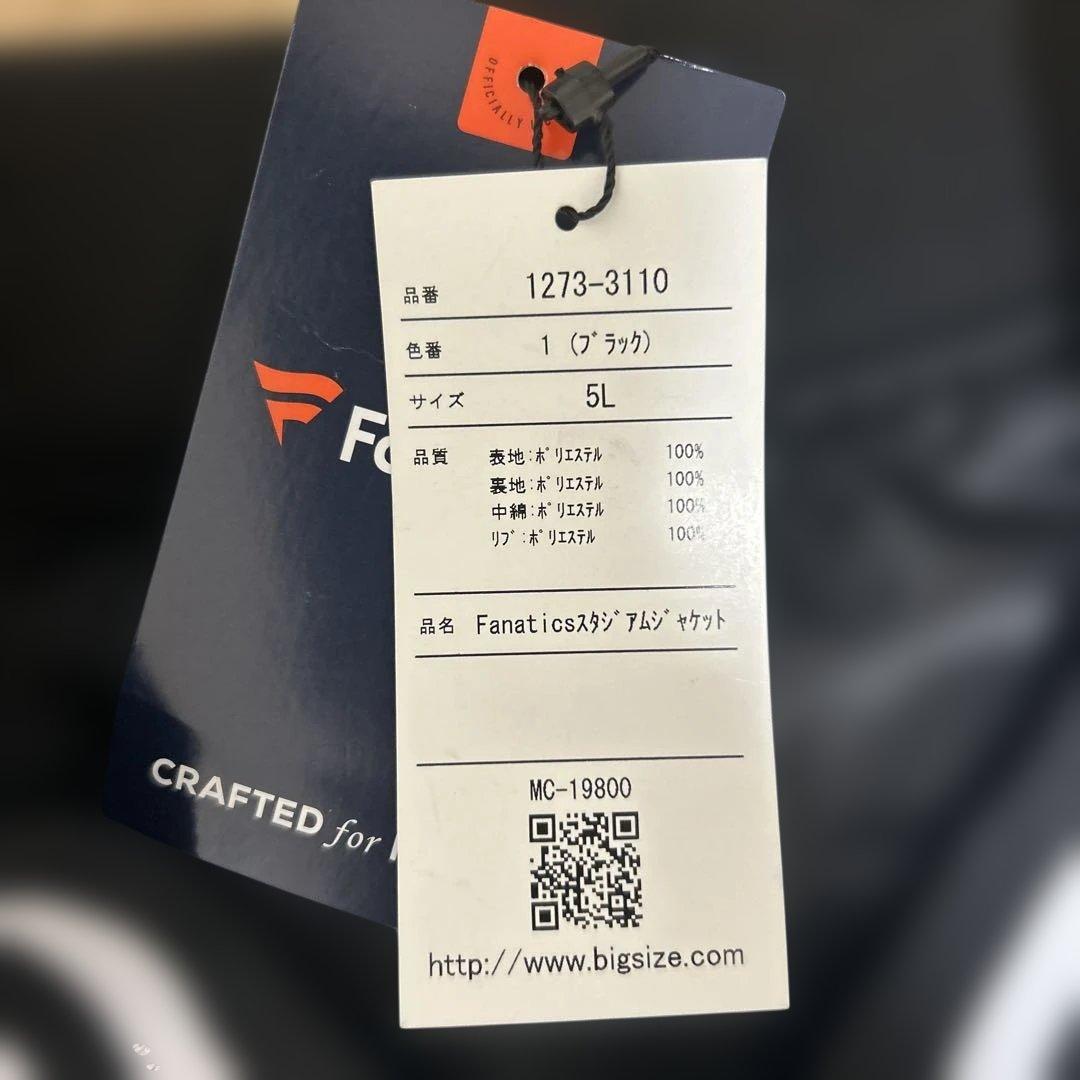 OFFICIALLY
品番 1273-3110
色番 1 (ﾌﾞﾗｯｸ)
サイズ 5L
品質 表地:ﾎﾟﾘｴｽﾃﾙ 100%
裏地:ﾎﾟﾘｴｽﾃﾙ 100%
中綿:ﾎﾟﾘｴｽﾃﾙ 100%
ﾘﾌﾞ:ﾎﾟﾘｴｽﾃﾙ 100%
品名 Fanaticsｽﾀｼﾞｱﾑｼﾞｬｹｯﾄ
MC-19800
http://www.bigsize.com
CRAFTED for